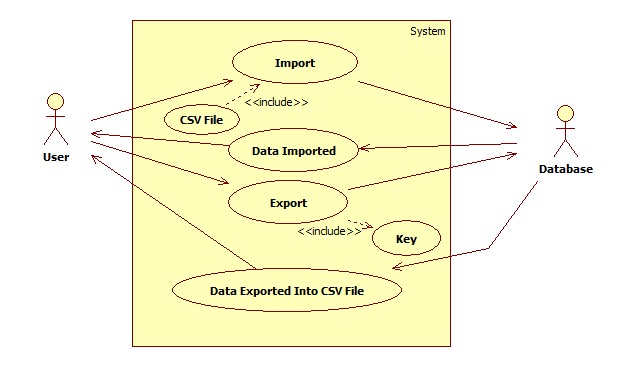 System
Import
<<include>>
CSV File
User
Data Imported
Database
Export
<<include>>
Key
Data Exported Into CSV File